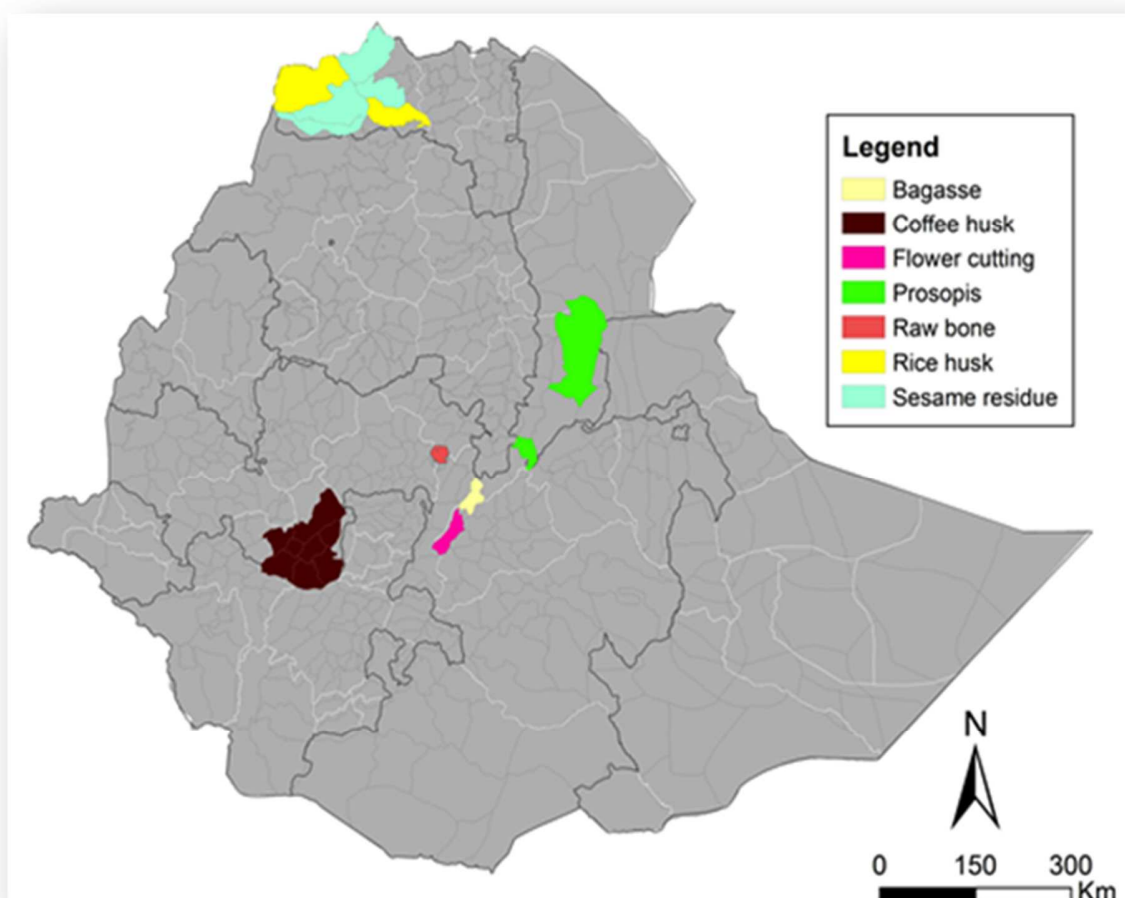 Legend
Bagasse
Coffee husk
Flower cutting
Prosopis
Raw bone
Rice husk
Sesame residue
N
0 150 300
Km